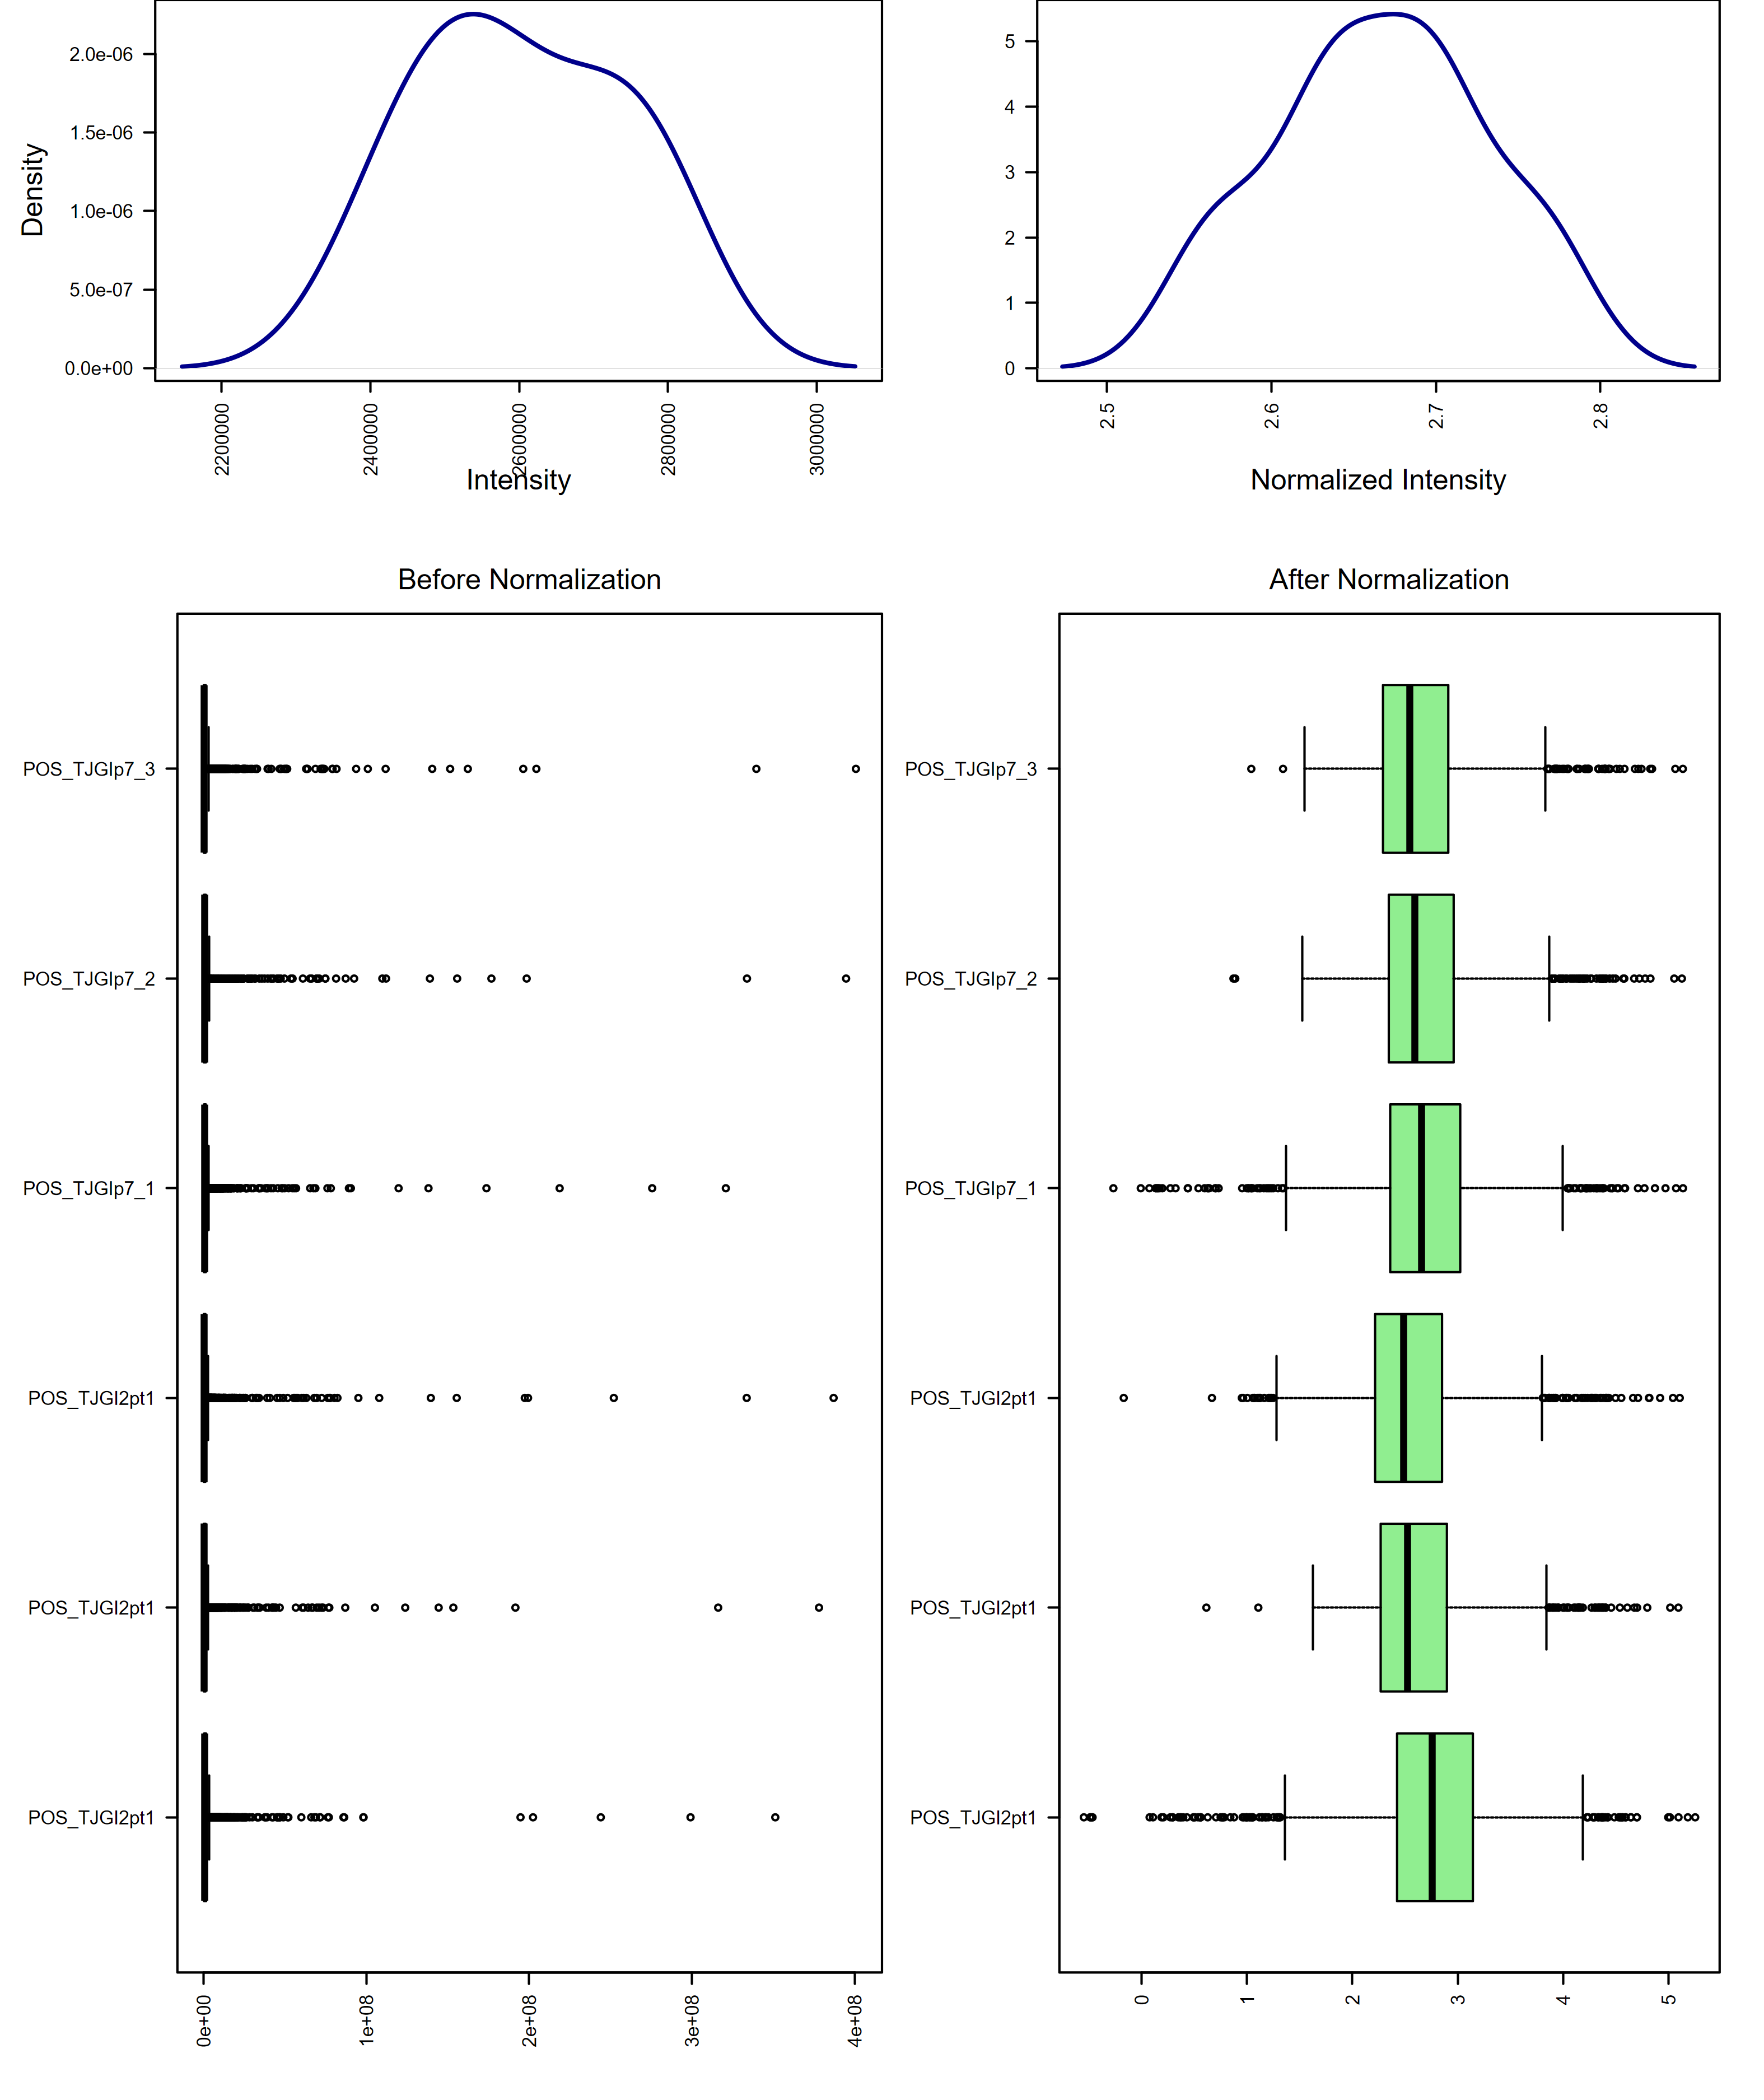 Density
2.0e-06
1.5e-06
1.0e-06
5.0e-07
0.0e+00
2200000
2400000
2600000
2800000
3000000
Intensity
5
4
3
2
1
0
2.5
2.6
2.7
2.8
Normalized Intensity
Before Normalization
POS_TJGIp7_3
POS_TJGIp7_2
POS_TJGIp7_1
POS_TJGI2pt1
POS_TJGI2pt1
POS_TJGI2pt1
0e+00
1e+08
2e+08
3e+08
4e+08
After Normalization
POS_TJGIp7_3
POS_TJGIp7_2
POS_TJGIp7_1
POS_TJGI2pt1
POS_TJGI2pt1
POS_TJGI2pt1
0
1
2
3
4
5